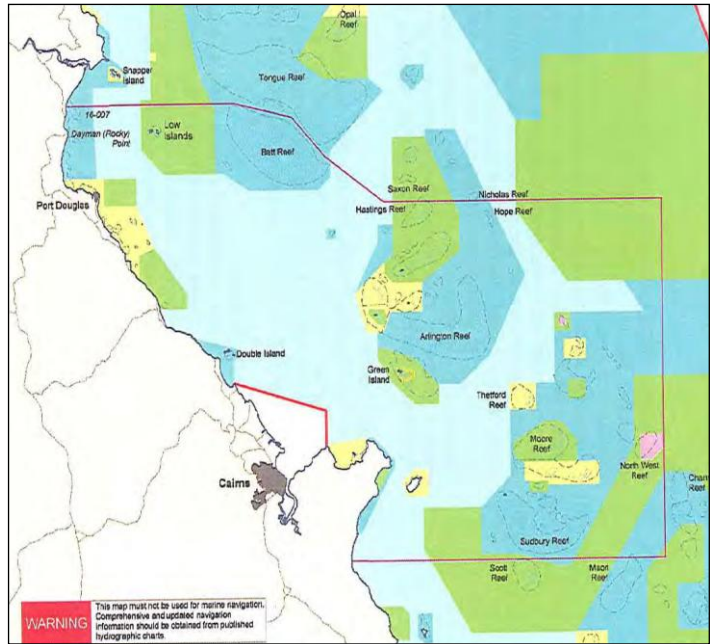 Opal
Reef
Snapper
Island
Tongue Reef
16-007
Dayman (Rocky)
Point
Low
Islands
Batt Reef
Saxon Reef
Nicholas Reef
Port Douglas
Hastings Reef
Hope Reef
Arlington Reef
Double Island
Green
Island
Thetford
Reef
Moore
Reef
North West
Reef
Cairns
Sudbury Reef
Scott
Reef
Maori
Reef
Reef
WARNING
This map must not be used for marine navigation.
Comprehensive and updated navigation
information should be obtained from published
hydrographic charts.